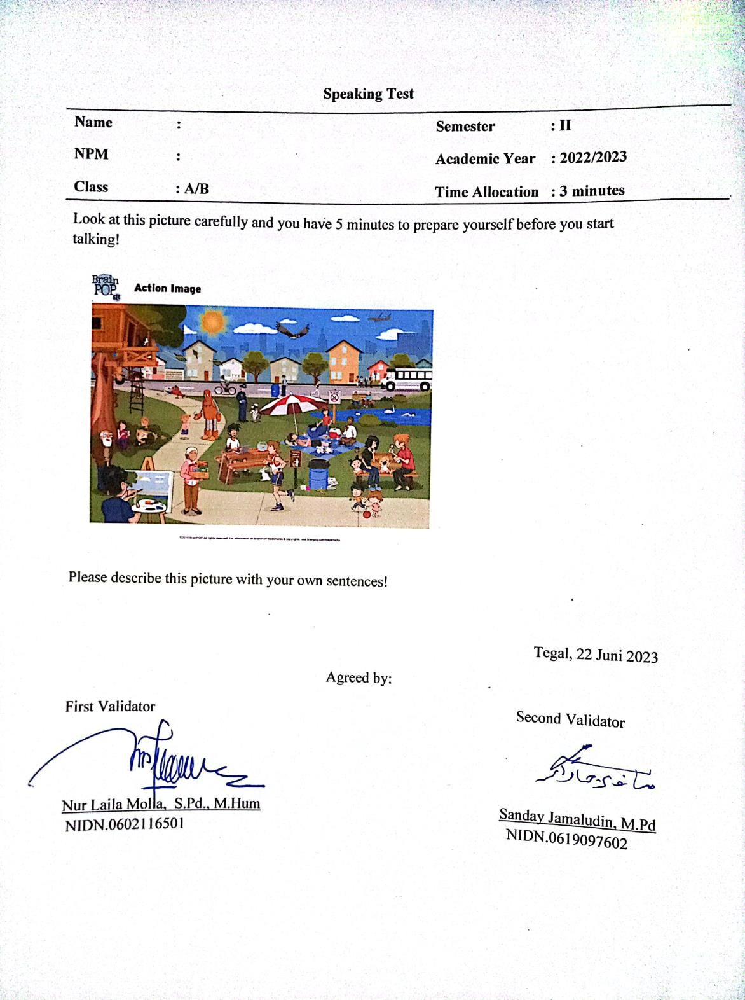 Speaking Test
Name : Semester : II
NPM : Academic Year : 2022/2023
Class : A/B Time Allocation : 3 minutes
Look at this picture carefully and you have 5 minutes to prepare yourself before you start
talking!
Brain
POP
Action Image
Please describe this picture with your own sentences!
Tegal, 22 Juni 2023
Agreed by:
First Validator
Second Validator
Nur Laila Molla, S.Pd., M.Hum
NIDN.0602116501
Sanday Jamaludin, M.Pd
NIDN.0619097602